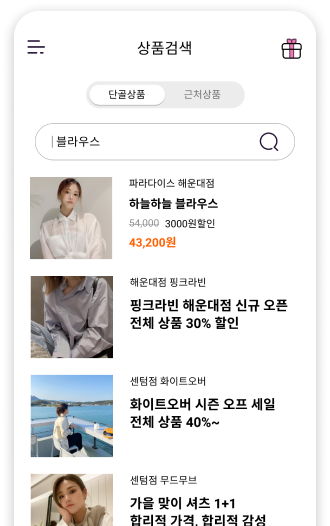 상품검색
단골상품 근처상품
블라우스
파라다이스 해운대점
하늘하늘 블라우스
54,000 3000원할인
43,200원
해운대점 핑크라빈
핑크라빈 해운대점 신규 오픈
전체 상품 30% 할인
센텀점 화이트오버
화이트오버 시즌 오프 세일
전체 상품 40%~
센텀점 무드무브
가을 맞이 셔츠 1+1
합리적 가격, 합리적 감성